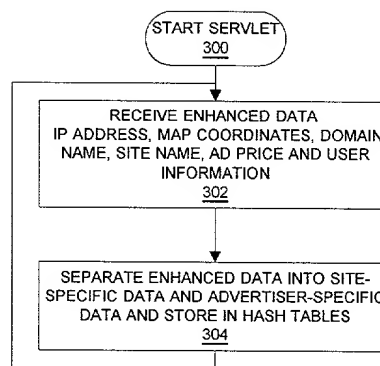 START SERVLET
300
RECEIVE ENHANCED DATA
IP ADDRESS, MAP COORDINATES, DOMAIN
NAME, SITE NAME, AD PRICE AND USER
INFORMATION
302
SEPARATE ENHANCED DATA INTO SITE-
SPECIFIC DATA AND ADVERTISER-SPECIFIC
DATA AND STORE IN HASH TABLES
304